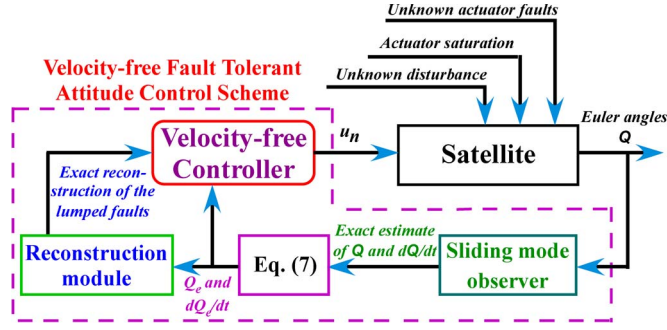 Unknown actuator faults
Actuator saturation
Unknown disturbance
Velocity-free Fault Tolerant
Attitude Control Scheme
Euler angles
Q
Velocity-free
Controller
u_n
Satellite
Exact recon-
struction of the
lumped faults
Exact estimate
of Q and dQ/dt
Reconstruction
module
Q_e and
dQ_e/dt
Eq. (7)
Sliding mode
observer